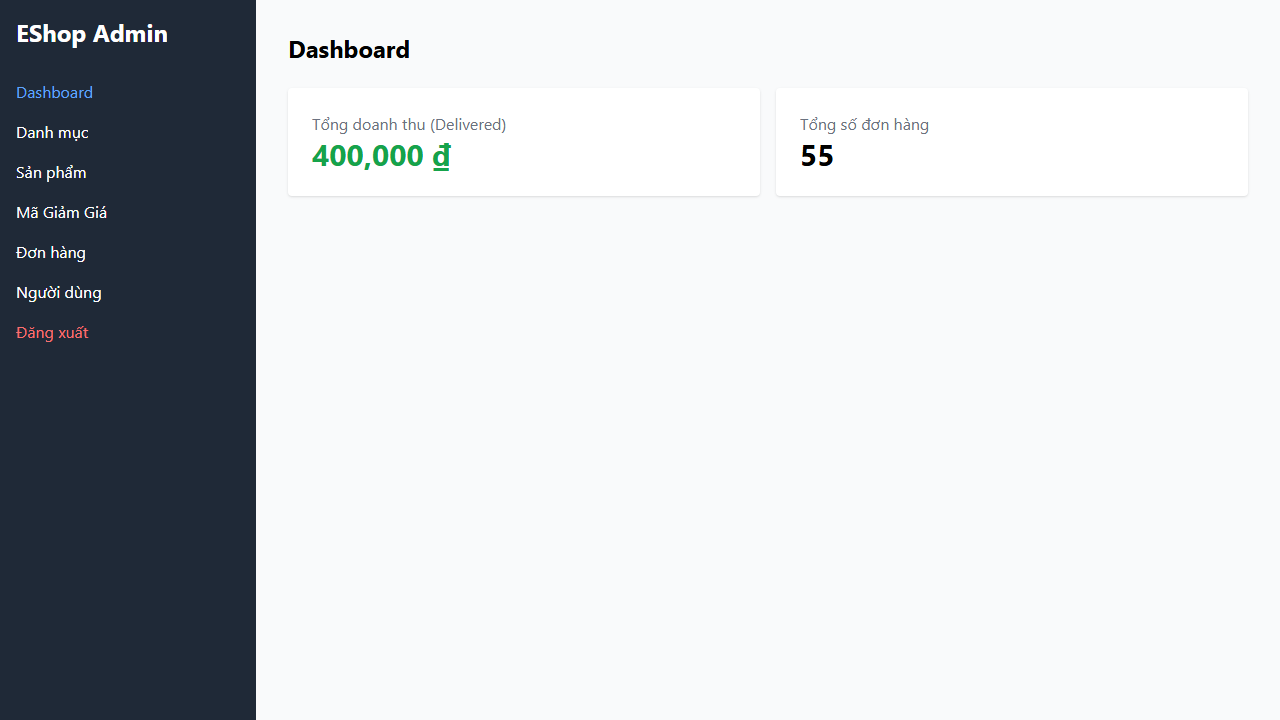 EShop Admin
Dashboard
Danh mục
Sản phẩm
Mã Giảm Giá
Đơn hàng
Người dùng
Đăng xuất
Dashboard
Tổng doanh thu (Delivered)
400,000 ₫
Tổng số đơn hàng
55